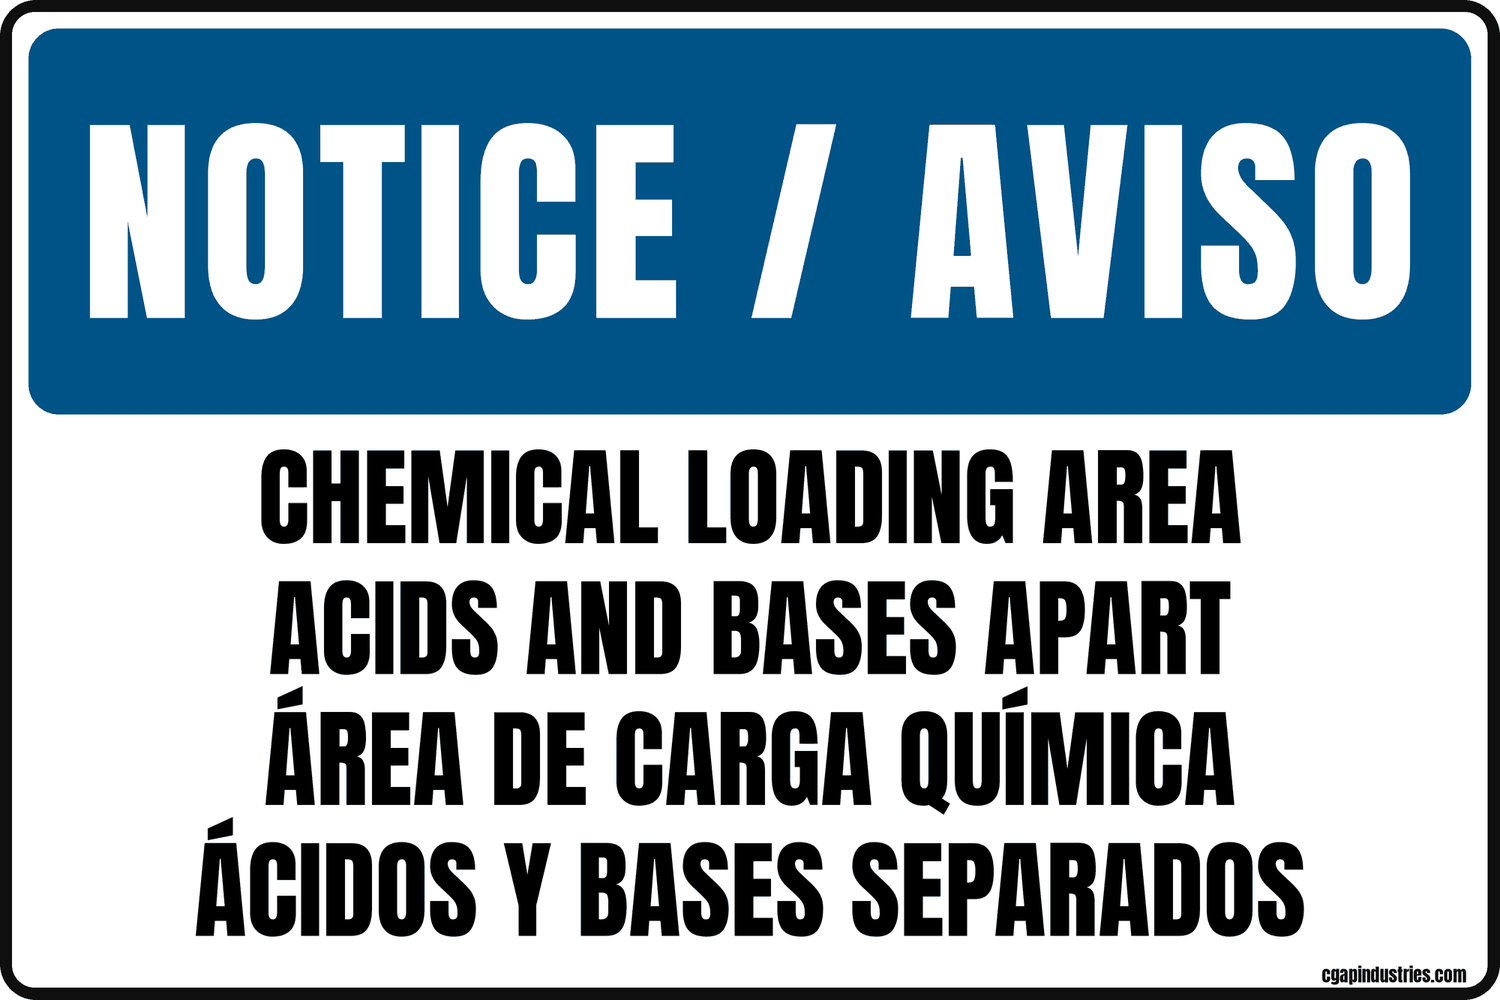 NOTICE / AVISO
CHEMICAL LOADING AREA
ACIDS AND BASES APART
ÁREA DE CARGA QUÍMICA
ÁCIDOS Y BASES SEPARADOS
cgapindustries.com